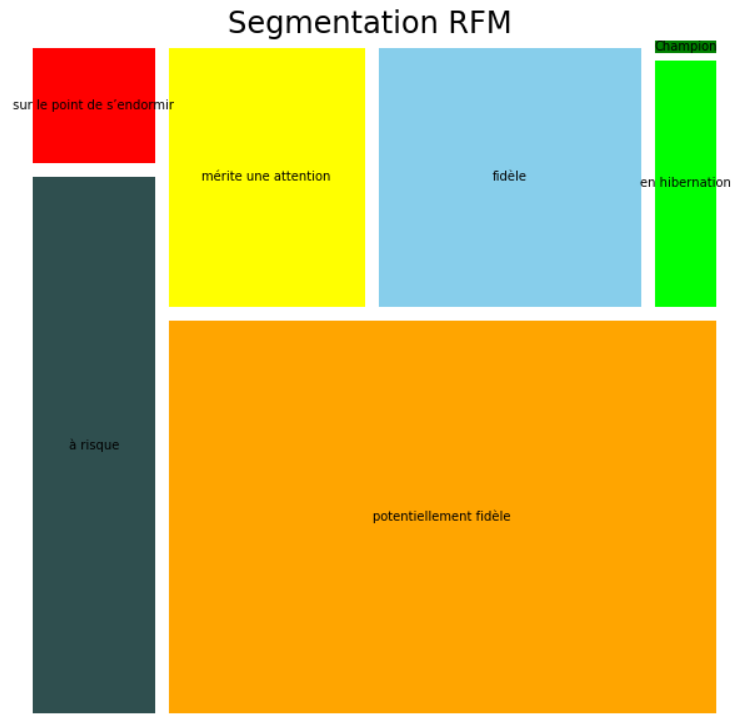 Segmentation RFM
Champion
sur le point de s'endormir
mérite une attention
fidèle
en hibernation
à risque
potentiellement fidèle